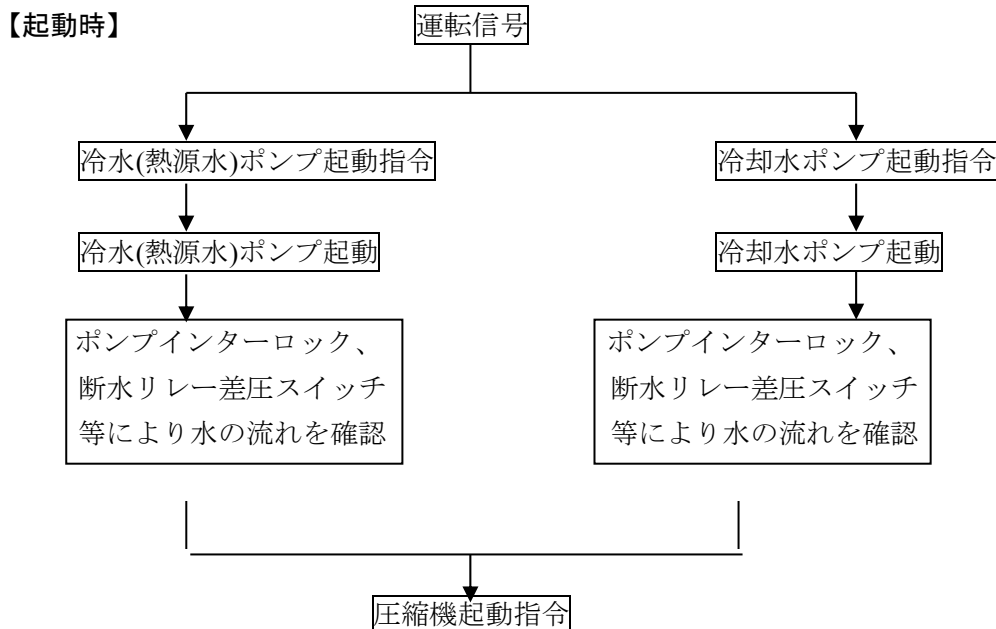 【起動時】
運転信号
冷水(熱源水)ポンプ起動指令
冷却水ポンプ起動指令
冷水(熱源水)ポンプ起動
冷却水ポンプ起動
ポンプインターロック、
断水リレー差圧スイッチ
等により水の流れを確認
ポンプインターロック、
断水リレー差圧スイッチ
等により水の流れを確認
圧縮機起動指令